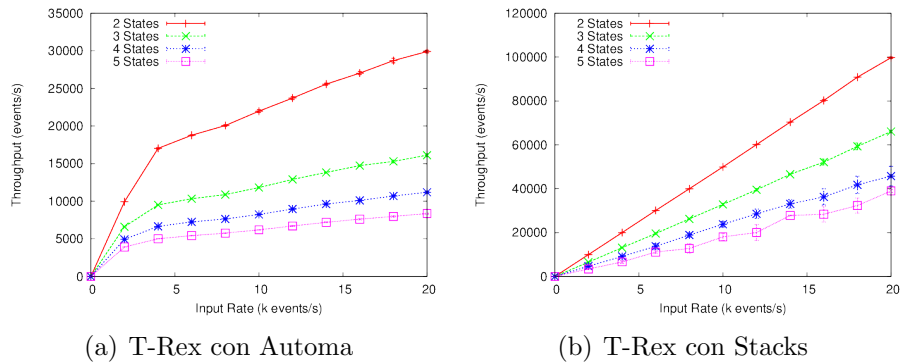 2 States
3 States
4 States
5 States
35000
30000
25000
20000
15000
10000
5000
0
0
5
10
15
20
Throughput (events/s)
Input Rate (k events/s)
(a) T-Rex con Automa
2 States
3 States
4 States
5 States
120000
100000
80000
60000
40000
20000
0
0
5
10
15
20
Throughput (events/s)
Input Rate (k events/s)
(b) T-Rex con Stacks